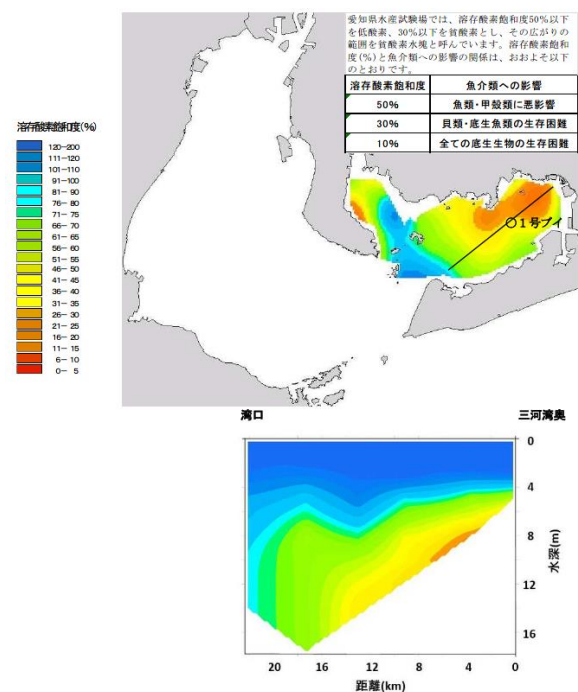 愛知県水産試験場では、溶存酸素飽和度50%以下
を低酸素、30%以下を貧酸素とし、その広がりの
範囲を貧酸素水塊と呼んでいます。溶存酸素飽和
度(%)と魚介類への影響の関係は、おおよそ以下
のとおりです。
溶存酸素飽和度 魚介類への影響
50% 魚類・甲殻類に悪影響
30% 貝類・底生魚類の生存困難
10% 全ての底生生物の生存困難
溶存酸素飽和度(%)
120-200
111-120
101-110
91-100
81-90
76-80
71-75
66-70
61-65
56-60
51-55
46-50
41-45
36-40
31-35
26-30
21-25
16-20
11-15
6-10
0-5
〇1号ブイ
湾口 三河湾奥
0
4
8
12
16
水深(m)
20 16 12 8 4 0
距離(km)